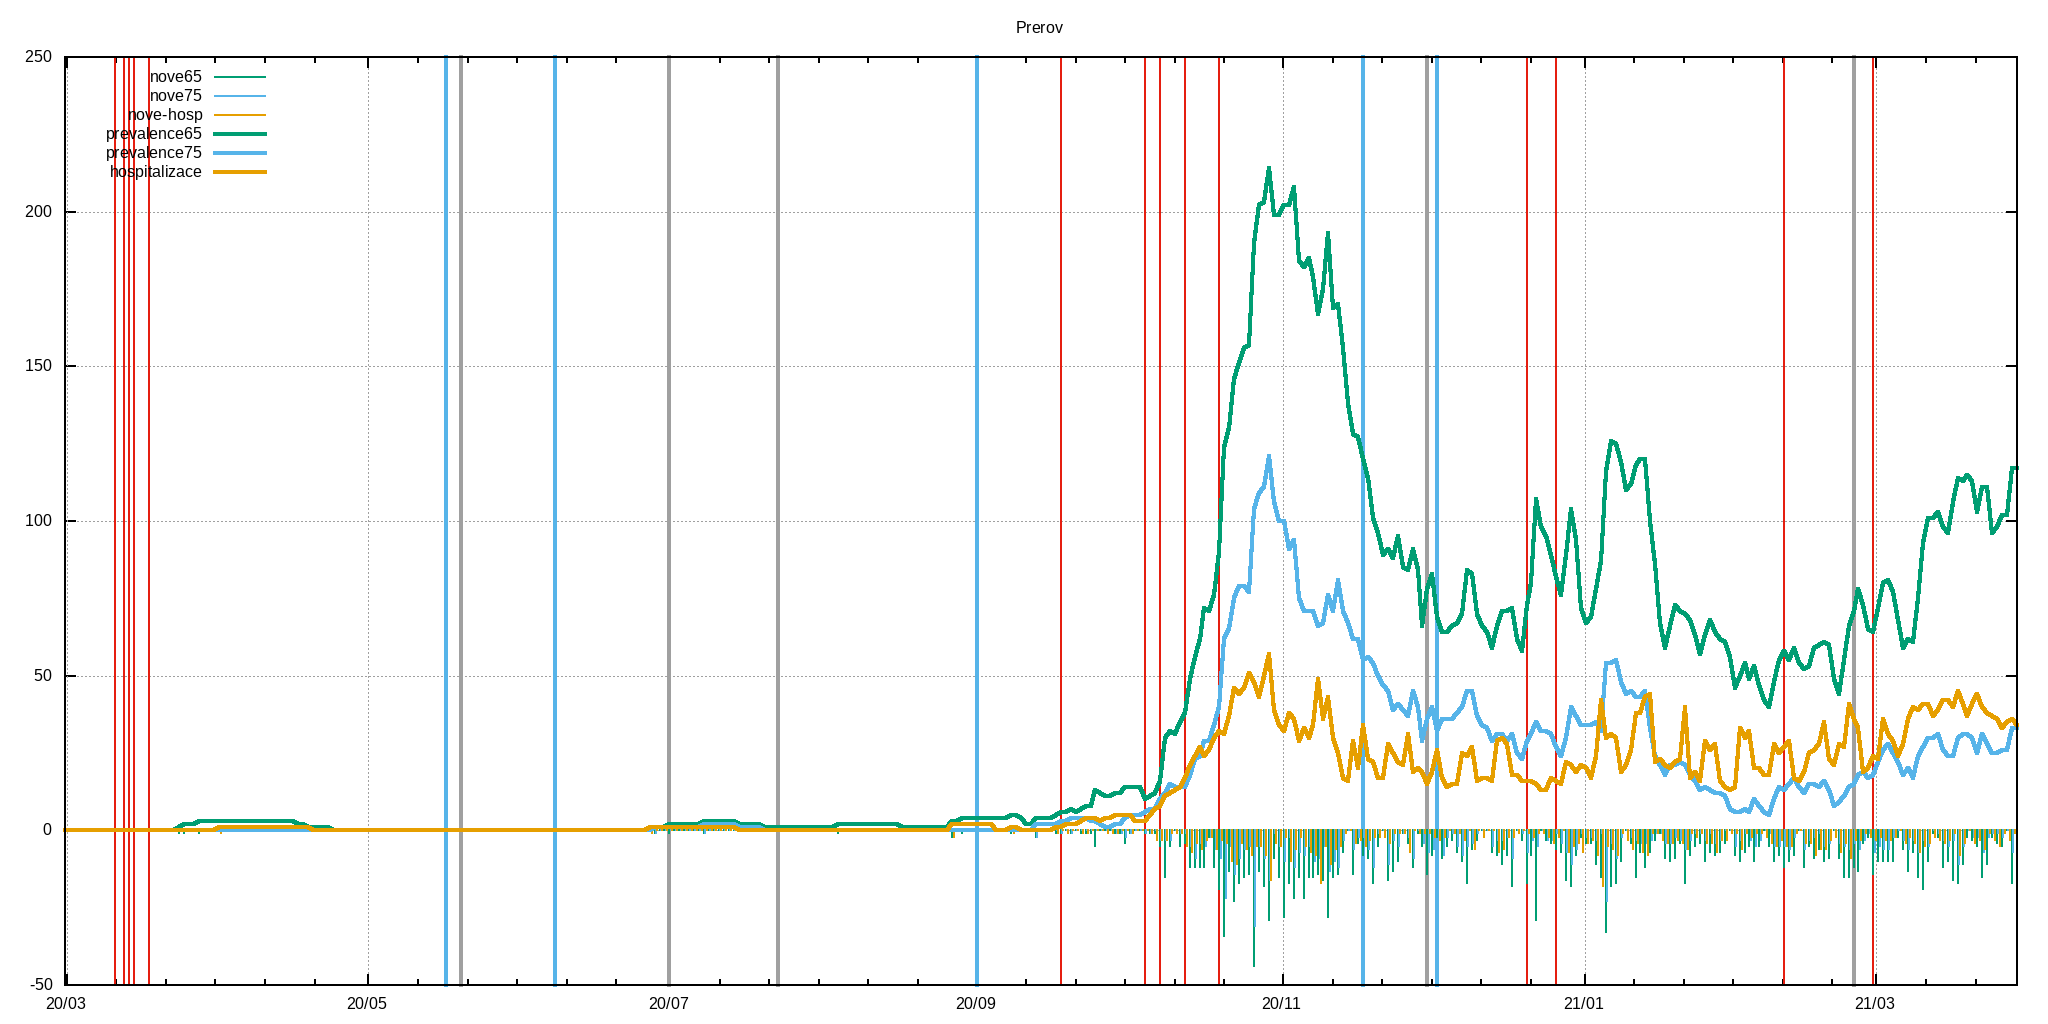 Prerov
250
nove65
nove75
nove-hosp
prevalence65
prevalence75
hospitalizace
200
150
100
50
0
-50
20/03 20/05 20/07 20/09 20/11 21/01 21/03